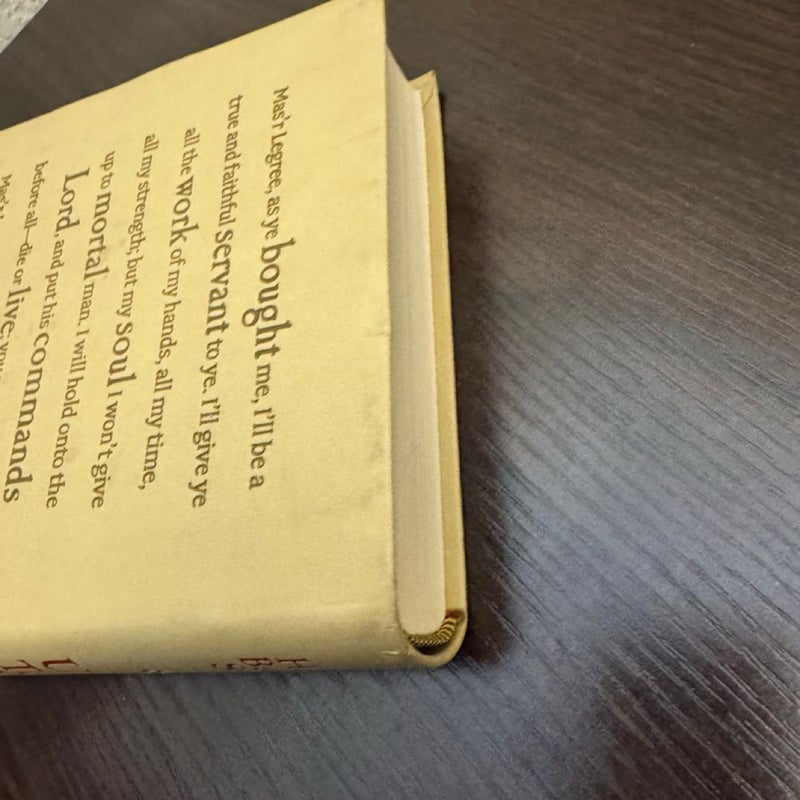 Mas'r Legree, as ye bought me, I'll be a
true and faithful servant to ye. I'll give ye
all the work of my hands, all my time,
all my strength; but my soul I won't give
up to mortal man. I will hold onto the
Lord, and put his commands
before all—die or live; you